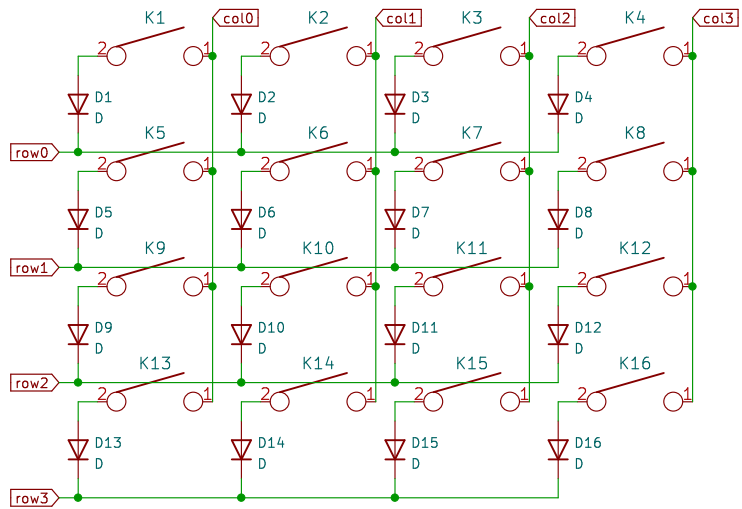 K1 col0 K2 col1 K3 col2 K4 col3
2 1 2 1 2 1 2 1
D1 D2 D3 D4
D D D D
row0 K5 K6 K7 K8
2 1 2 1 2 1 2 1
D5 D6 D7 D8
D D D D
row1 K9 K10 K11 K12
2 1 2 1 2 1 2 1
D9 D10 D11 D12
D D D D
row2 K13 K14 K15 K16
2 1 2 1 2 1 2 1
D13 D14 D15 D16
D D D D
row3